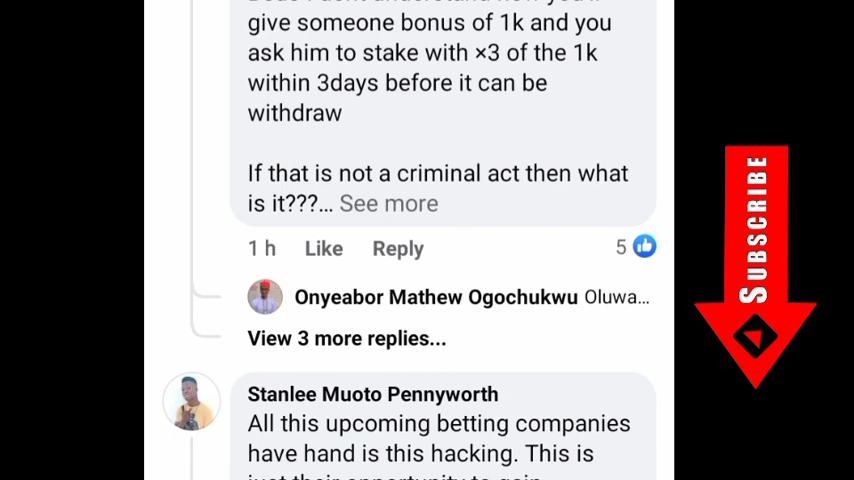 give someone bonus of 1k and you
ask him to stake with ×3 of the 1k
within 3days before it can be
withdraw
If that is not a criminal act then what
is it???... See more
1 h Like Reply 5
Onyeabor Mathew Ogochukwu Oluwa...
View 3 more replies...
Stanlee Muoto Pennyworth
All this upcoming betting companies
have hand is this hacking. This is
SUBSCRIBE